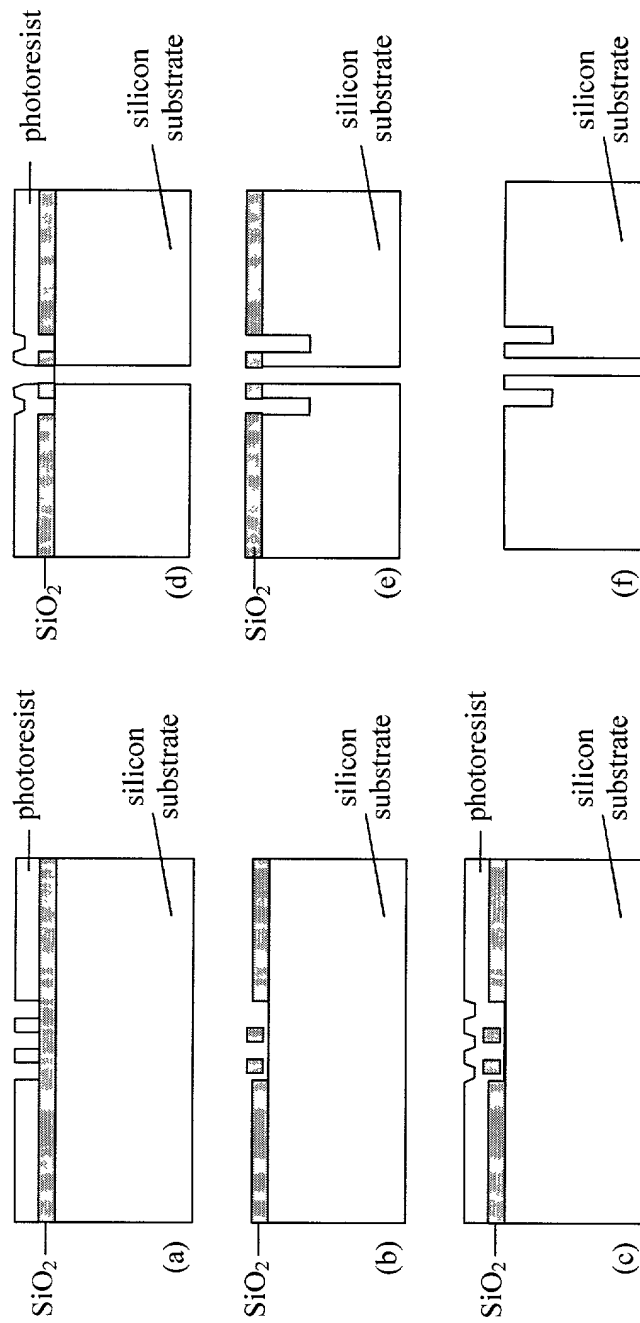 SiO2
photoresist
silicon
substrate
(a)
silicon
substrate
(b)
SiO2
photoresist
silicon
substrate
(c)
SiO2
photoresist
silicon
substrate
(d)
SiO2
silicon
substrate
(e)
silicon
substrate
(f)